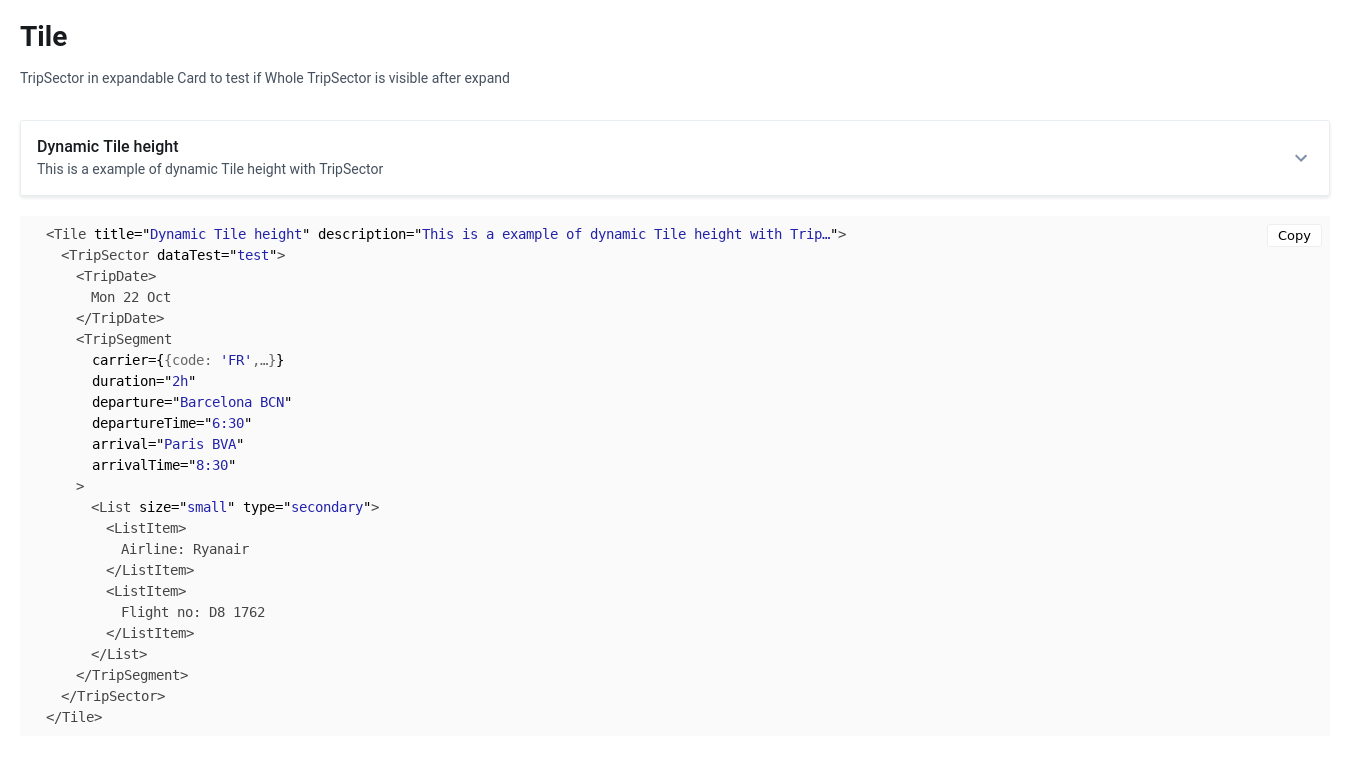 Tile
TripSector in expandable Card to test if Whole TripSector is visible after expand
Dynamic Tile height
This is a example of dynamic Tile height with TripSector
<Tile title="Dynamic Tile height" description="This is a example of dynamic Tile height with Trip…">
Copy
<TripSector dataTest="test">
<TripDate>
Mon 22 Oct
</TripDate>
<TripSegment
carrier={{code: 'FR',…}}
duration="2h"
departure="Barcelona BCN"
departureTime="6:30"
arrival="Paris BVA"
arrivalTime="8:30"
>
<List size="small" type="secondary">
<ListItem>
Airline: Ryanair
</ListItem>
<ListItem>
Flight no: D8 1762
</ListItem>
</List>
</TripSegment>
</TripSector>
</Tile>